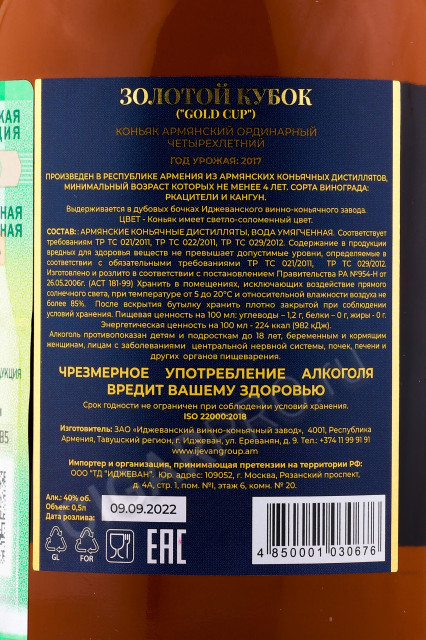 ЗОЛОТОЙ КУБОК
("GOLD CUP")
КОНЬЯК АРМЯНСКИЙ ОРДИНАРНЫЙ
ЧЕТЫРЕХЛЕТНИЙ
ГОД УРОЖАЯ: 2017
ПРОИЗВЕДЕН В РЕСПУБЛИКЕ АРМЕНИЯ ИЗ АРМЯНСКИХ КОНЬЯЧНЫХ ДИСТИЛЛЯТОВ,
МИНИМАЛЬНЫЙ ВОЗРАСТ КОТОРЫХ НЕ МЕНЕЕ 4 ЛЕТ. СОРТА ВИНОГРАДА:
РКАЦИТЕЛИ И КАНГУН.
Выдерживается в дубовых бочках Иджеванского винно-коньячного завода.
ЦВЕТ - Коньяк имеет светло-соломенный цвет.
СОСТАВ: АРМЯНСКИЕ КОНЬЯЧНЫЕ ДИСТИЛЛЯТЫ, ВОДА УМЯГЧЕННАЯ. Соответствует
требованиям ТР ТС 021/2011, ТР ТС 022/2011, ТР ТС 029/2012. Содержание в продукции
вредных для здоровья веществ не превышает допустимые уровни, определяемые в
соответствии с обязательными требованиями ТР ТС 021/2011, ТР ТС 029/2012.
Изготовлено и розлито в соответствии с постановлением Правительства РА №954-Н от
26.05.2006г. (АСТ 181-99) Хранить в помещениях, исключающих воздействие прямого
солнечного света, при температуре от 5 до 20°С и относительной влажности воздуха не
более 85%. После вскрытия бутылку хранить плотно закрытой при соблюдении
условий хранения. Пищевая ценность на 100 мл: углеводы – 1,2 г, белки – 0 г, жиры - 0 г.
Энергетическая ценность на 100 мл - 224 ккал (982 кДж).
Алкоголь противопоказан детям и подросткам до 18 лет, беременным и кормящим
женщинам, лицам с заболеваниями центральной нервной системы, почек, печени и
других органов пищеварения.
ЧРЕЗМЕРНОЕ УПОТРЕБЛЕНИЕ АЛКОГОЛЯ
ВРЕДИТ ВАШЕМУ ЗДОРОВЬЮ
Срок годности не ограничен при соблюдении условий хранения.
ISO 22000:2018
Изготовитель: ЗАО «Иджеванский винно-коньячный завод», 4001, Республика
Армения, Тавушский регион, г. Иджеван, ул. Ереванян, д. 9. Тел.: +374 11 99 91 91
www.ijevangroup.am
Импортер и организация, принимающая претензии на территории РФ:
ООО "ТД "ИДЖЕВАН". Юр. адрес: 109052, г. Москва, Рязанский проспект,
д. 4А, стр. 1, пом. №1, этаж 6, комн. № 20.
Алк.: 40% об.
Объем: 0,5л
Дата розлива:
09.09.2022
GL
FOR
EAC
4 850001 030676